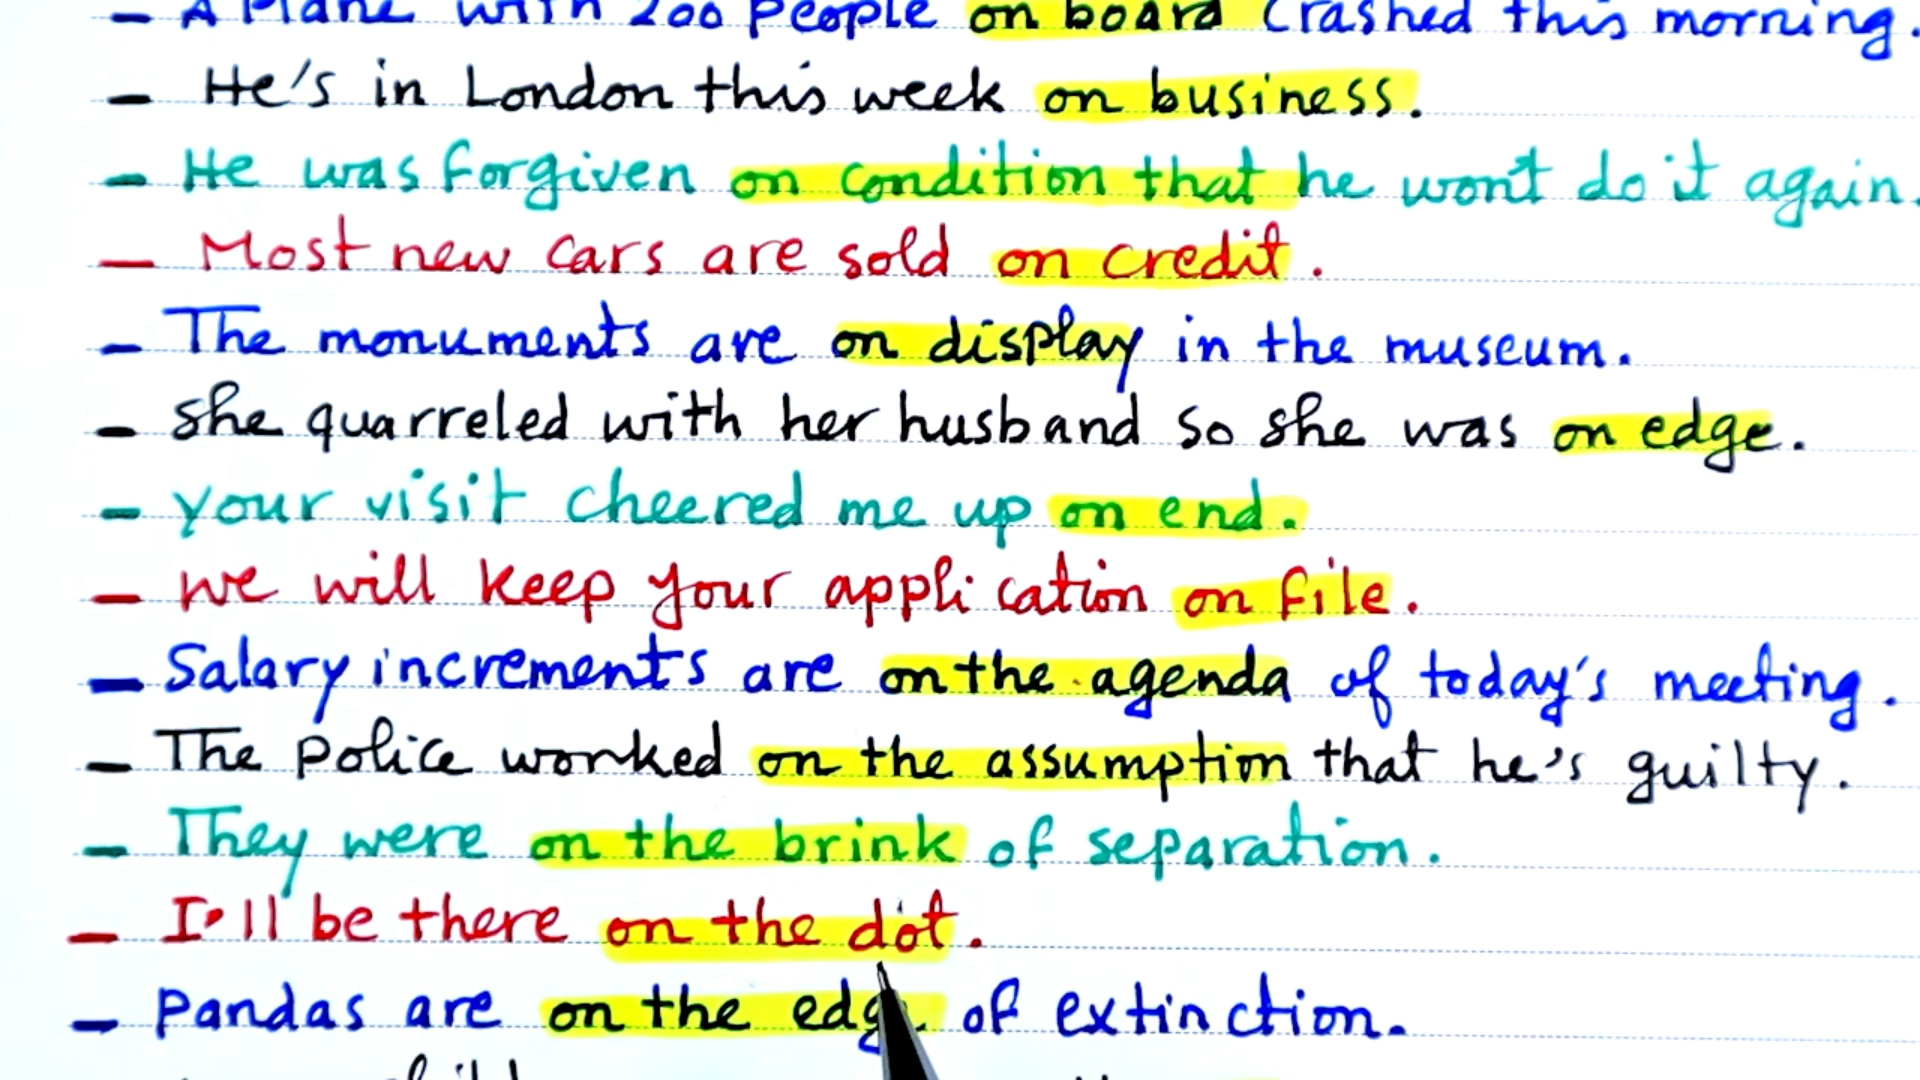 - A Plane with 200 People on board crashed this morning.
- He's in London this week on business.
- He was forgiven on condition that he won't do it again.
- Most new cars are sold on credit.
- The monuments are on display in the museum.
- She quarreled with her husband so she was on edge.
- your visit cheered me up on end.
- we will keep your application on file.
- Salary increments are on the agenda of today's meeting.
- The Police worked on the assumption that he's guilty.
- They were on the brink of separation.
- I'll be there on the dot.
- Pandas are on the edge of extinction.